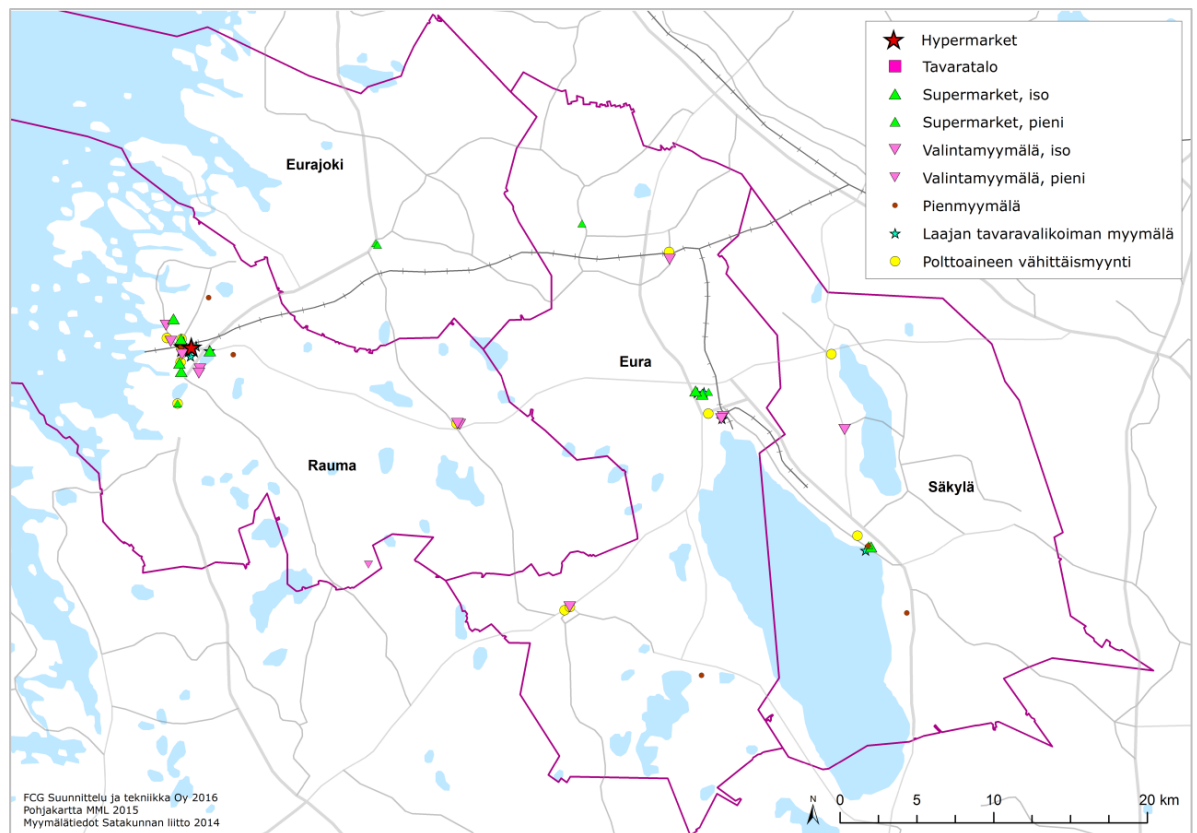 Hypermarket
Tavaratalo
Supermarket, iso
Supermarket, pieni
Valintamyymälä, iso
Valintamyymälä, pieni
Pienmyymälä
Laajan tavaravalikoiman myymälä
Polttoaineen vähittäismyynti
Eurajoki
Eura
Rauma
Säkylä
FCG Suunnittelu ja tekniikka Oy 2016
Pohjakartta MML 2015
Myymälätiedot Satakunnan liitto 2014
N
0 5 10 20 km